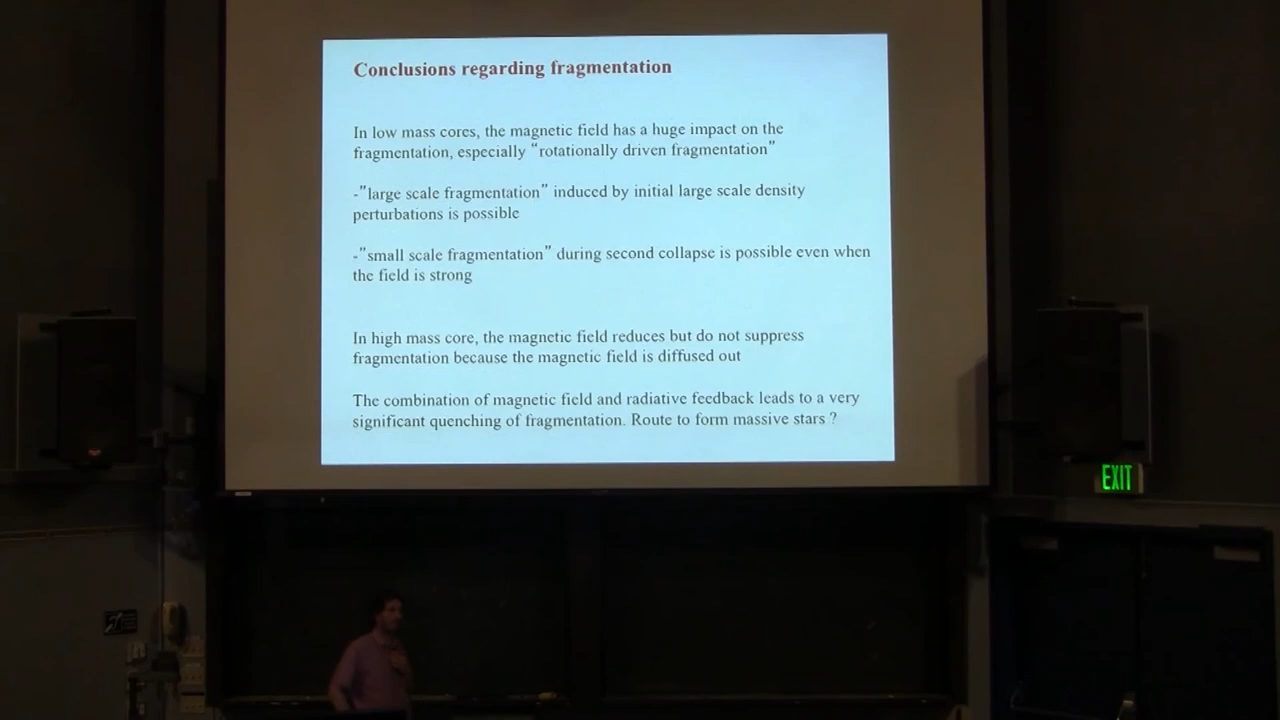 Conclusions regarding fragmentation
In low mass cores, the magnetic field has a huge impact on the
fragmentation, especially “rotationally driven fragmentation”
-”large scale fragmentation” induced by initial large scale density
perturbations is possible
-”small scale fragmentation” during second collapse is possible even when
the field is strong
In high mass core, the magnetic field reduces but do not suppress
fragmentation because the magnetic field is diffused out
The combination of magnetic field and radiative feedback leads to a very
significant quenching of fragmentation. Route to form massive stars ?
EXIT